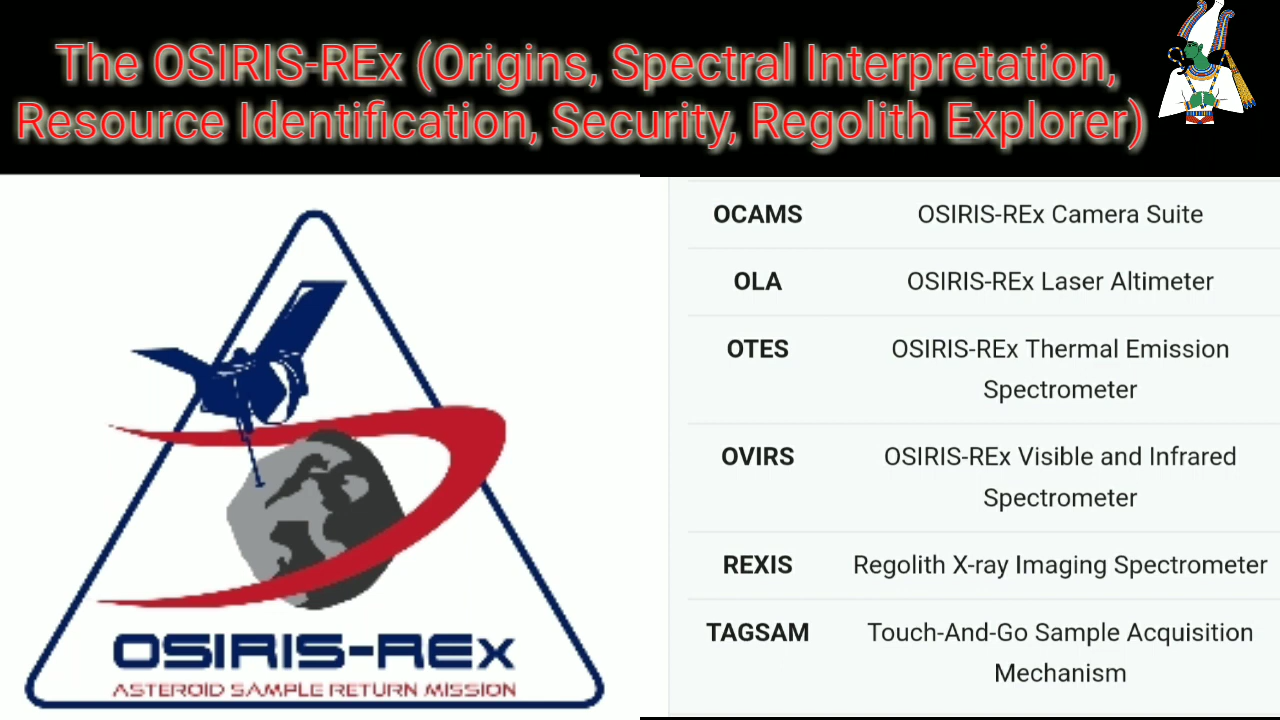 The OSIRIS-REx (Origins, Spectral Interpretation,
Resource Identification, Security, Regolith Explorer)
OSIRIS-REx
ASTEROID SAMPLE RETURN MISSION
OCAMS OSIRIS-REx Camera Suite
OLA OSIRIS-REx Laser Altimeter
OTES OSIRIS-REx Thermal Emission
Spectrometer
OVIRS OSIRIS-REx Visible and Infrared
Spectrometer
REXIS Regolith X-ray Imaging Spectrometer
TAGSAM Touch-And-Go Sample Acquisition
Mechanism